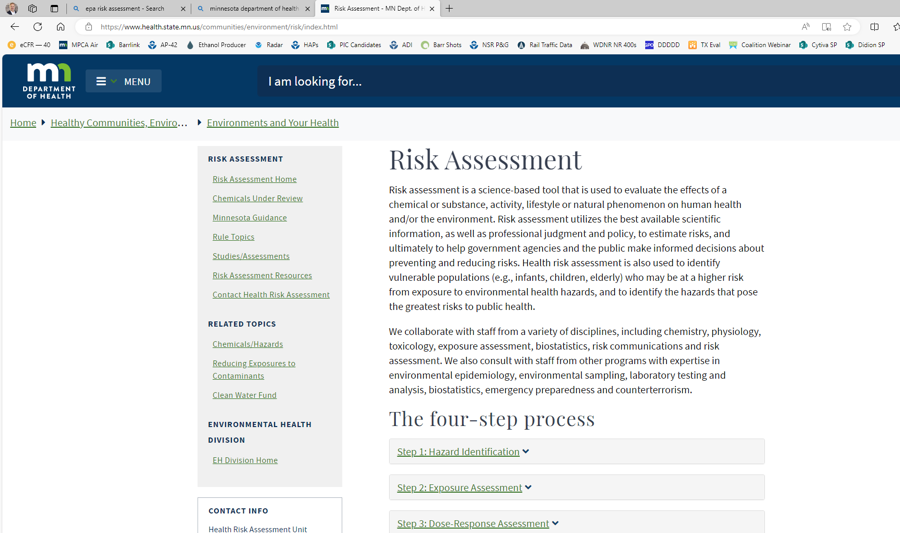 epa risk assessment - Search
minnesota department of health
Risk Assessment - MN Dept. of H
https://www.health.state.mn.us/communities/environment/risk/index.html
eCFR — 40
MPCA Air
Barrlink
AP-42
Ethanol Producer
Radar
HAPs
PIC Candidates
ADI
Barr Shots
NSR P&G
Rail Traffic Data
WDNR NR 400s
DDDDD
TX Eval
Coalition Webinar
Cytiva SP
Didion SP
mn
DEPARTMENT
OF HEALTH
MENU
I am looking for...
Home
Healthy Communities, Enviro...
Environments and Your Health
RISK ASSESSMENT
Risk Assessment Home
Chemicals Under Review
Minnesota Guidance
Rule Topics
Studies/Assessments
Risk Assessment Resources
Contact Health Risk Assessment
RELATED TOPICS
Chemicals/Hazards
Reducing Exposures to
Contaminants
Clean Water Fund
ENVIRONMENTAL HEALTH
DIVISION
EH Division Home
CONTACT INFO
Health Risk Assessment Unit
Risk Assessment
Risk assessment is a science-based tool that is used to evaluate the effects of a
chemical or substance, activity, lifestyle or natural phenomenon on human health
and/or the environment. Risk assessment utilizes the best available scientific
information, as well as professional judgment and policy, to estimate risks, and
ultimately to help government agencies and the public make informed decisions about
preventing and reducing risks. Health risk assessment is also used to identify
vulnerable populations (e.g., infants, children, elderly) who may be at a higher risk
from exposure to environmental health hazards, and to identify the hazards that pose
the greatest risks to public health.
We collaborate with staff from a variety of disciplines, including chemistry, physiology,
toxicology, exposure assessment, biostatistics, risk communications and risk
assessment. We also consult with staff from other programs with expertise in
environmental epidemiology, environmental sampling, laboratory testing and
analysis, biostatistics, emergency preparedness and counterterrorism.
The four-step process
Step 1: Hazard Identification
Step 2: Exposure Assessment
Step 3: Dose-Response Assessment